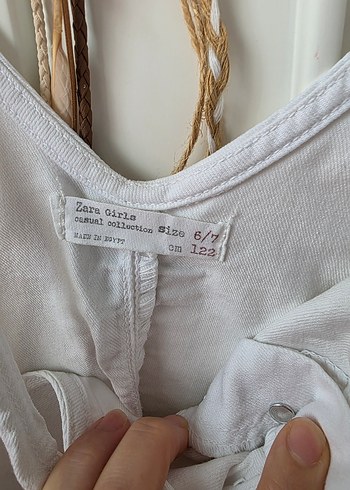 Zara Girls
casual collection size 6/7
MADE IN EGYPT cm 122